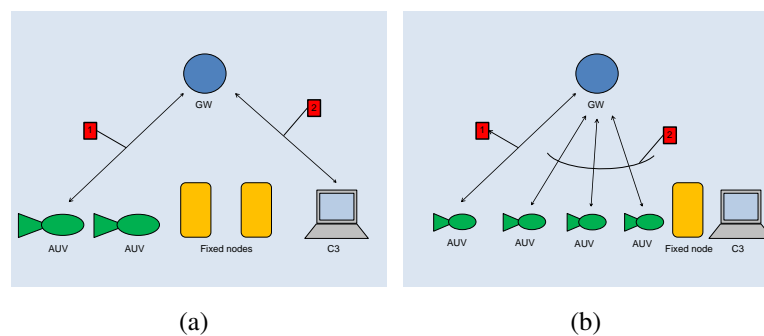 GW
1
2
AUV
AUV
Fixed nodes
C3
(a)
GW
1
2
AUV
AUV
AUV
AUV
Fixed node
C3
(b)